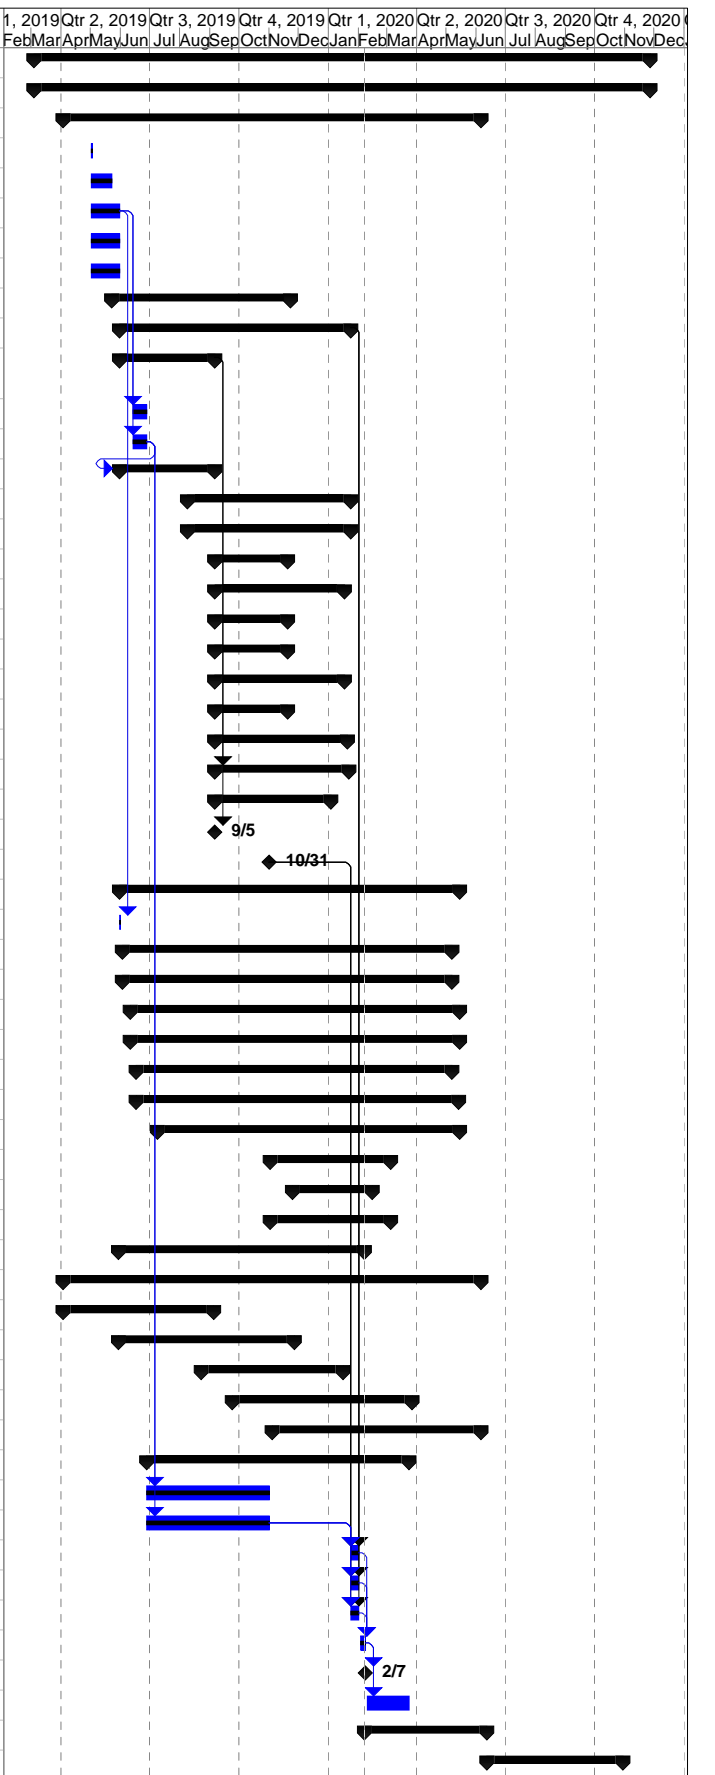 1, 2019 Qtr 2, 2019 Qtr 3, 2019 Qtr 4, 2019 Qtr 1, 2020 Qtr 2, 2020 Qtr 3, 2020 Qtr 4, 2020
Feb Mar Apr May Jun Jul Aug Sep Oct Nov Dec Jan Feb Mar Apr May Jun Jul Aug Sep Oct Nov Dec
9/5
10/31
2/7